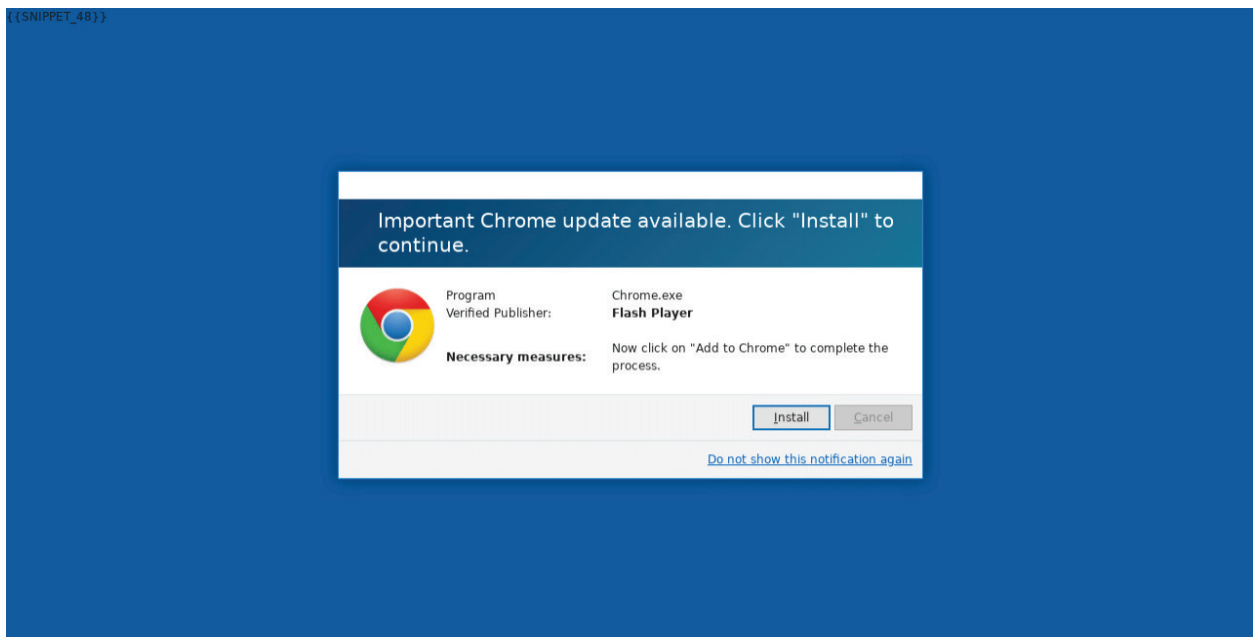 {{SNIPPET_48}}
Important Chrome update available. Click "Install" to
continue.
Program Chrome.exe
Verified Publisher: Flash Player
Necessary measures: Now click on "Add to Chrome" to complete the
process.
Install Cancel
Do not show this notification again